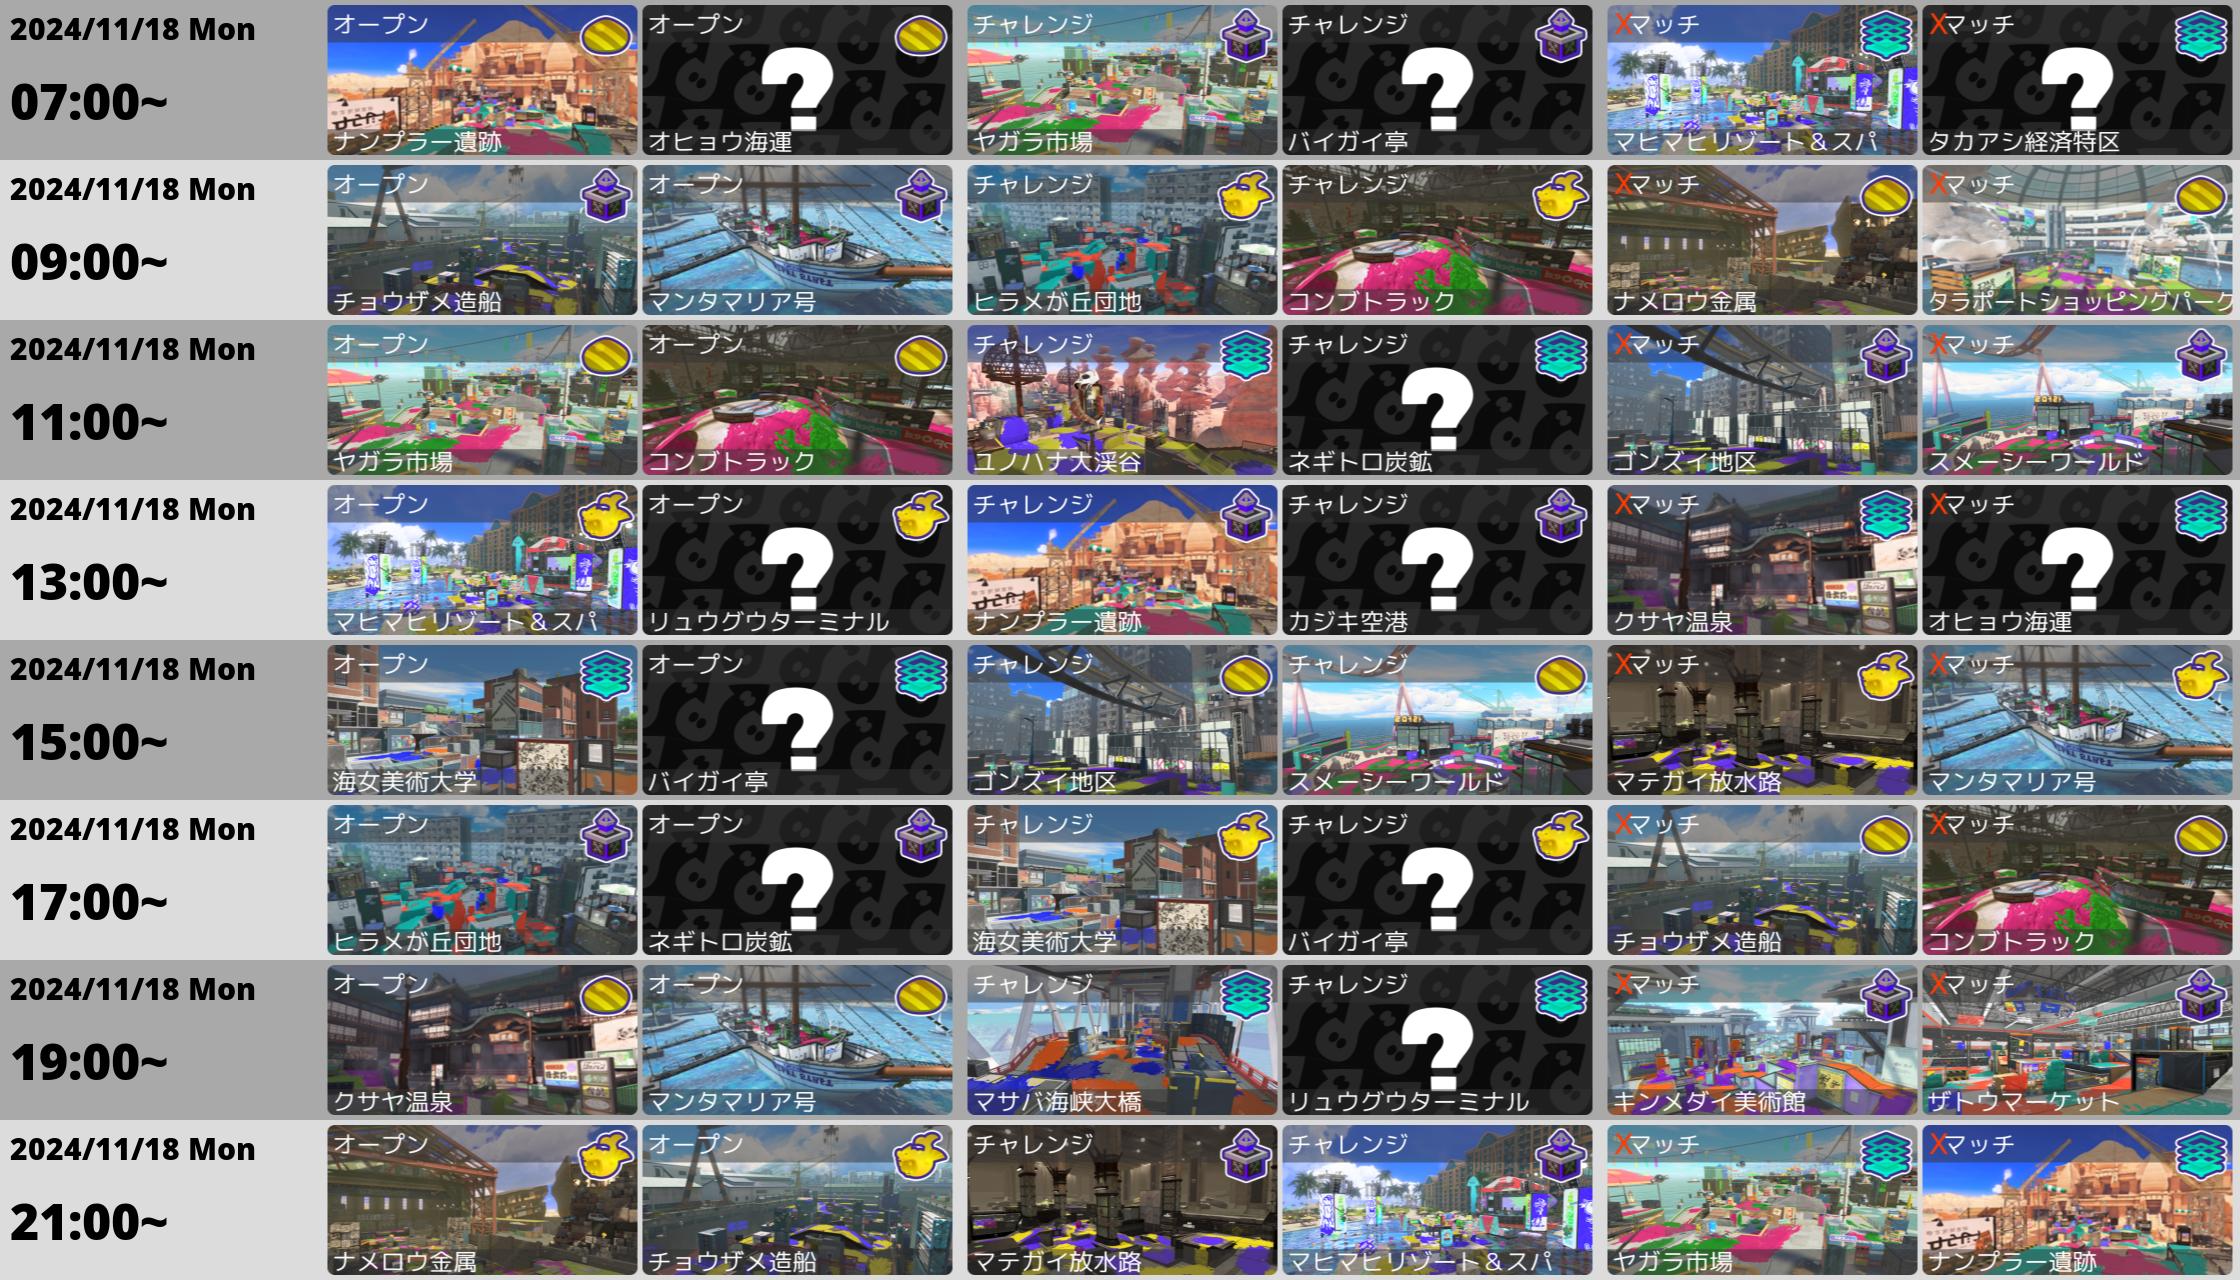 2024/11/18 Mon
07:00~
オープン
ナンプラー遺跡
オープン
?
オヒョウ海運
チャレンジ
ヤガラ市場
チャレンジ
?
バイガイ亭
Xマッチ
マヒマヒリゾート＆スパ
Xマッチ
?
タカアシ経済特区
2024/11/18 Mon
09:00~
オープン
チョウザメ造船
オープン
マンタマリア号
チャレンジ
ヒラメが丘団地
チャレンジ
コンブトラック
Xマッチ
ナメロウ金属
Xマッチ
タラポートショッピングパーク
2024/11/18 Mon
11:00~
オープン
ヤガラ市場
オープン
コンブトラック
チャレンジ
ユノハナ大渓谷
チャレンジ
?
ネギトロ炭鉱
Xマッチ
ゴンズイ地区
Xマッチ
スメーシーワールド
2024/11/18 Mon
13:00~
オープン
マヒマヒリゾート＆スパ
オープン
?
リュウグウターミナル
チャレンジ
ナンプラー遺跡
チャレンジ
?
カジキ空港
Xマッチ
クサヤ温泉
Xマッチ
?
オヒョウ海運
2024/11/18 Mon
15:00~
オープン
海女美術大学
オープン
?
バイガイ亭
チャレンジ
ゴンズイ地区
チャレンジ
スメーシーワールド
Xマッチ
マテガイ放水路
Xマッチ
マンタマリア号
2024/11/18 Mon
17:00~
オープン
ヒラメが丘団地
オープン
?
ネギトロ炭鉱
チャレンジ
海女美術大学
チャレンジ
?
バイガイ亭
Xマッチ
チョウザメ造船
Xマッチ
コンブトラック
2024/11/18 Mon
19:00~
オープン
クサヤ温泉
オープン
マンタマリア号
チャレンジ
マサバ海峡大橋
チャレンジ
?
リュウグウターミナル
Xマッチ
キンメダイ美術館
Xマッチ
ザトウマーケット
2024/11/18 Mon
21:00~
オープン
ナメロウ金属
オープン
チョウザメ造船
チャレンジ
マテガイ放水路
チャレンジ
マヒマヒリゾート＆スパ
Xマッチ
ヤガラ市場
Xマッチ
ナンプラー遺跡